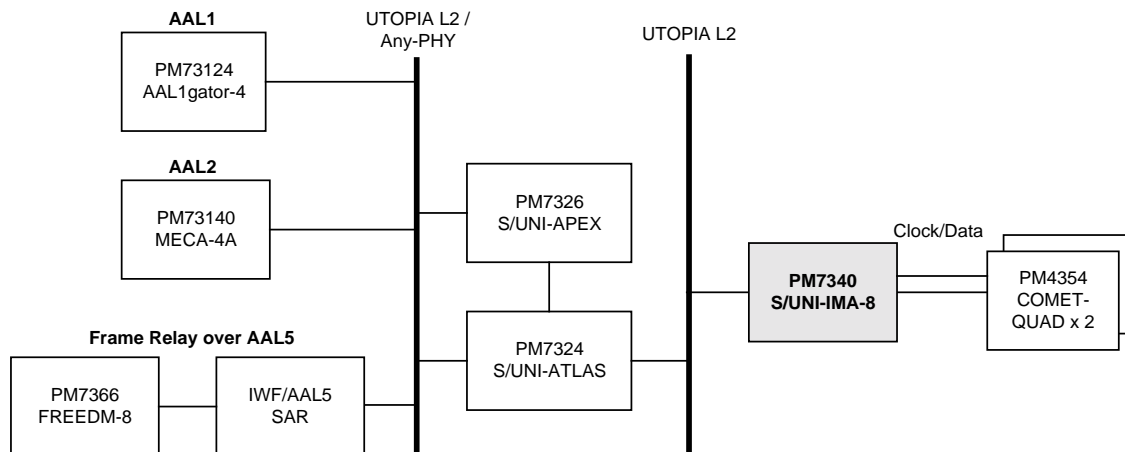 AAL1
UTOPIA L2 /
Any-PHY
UTOPIA L2
PM73124
AAL1gator-4
AAL2
PM73140
MECA-4A
PM7326
S/UNI-APEX
Clock/Data
PM7340
S/UNI-IMA-8
PM4354
COMET-
QUAD x 2
Frame Relay over AAL5
PM7324
S/UNI-ATLAS
PM7366
FREEDM-8
IWF/AAL5
SAR